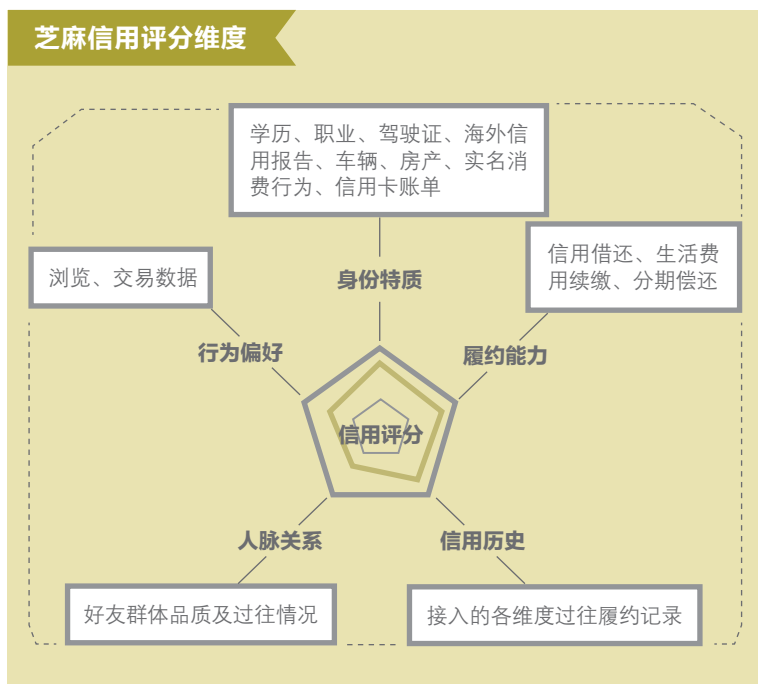 芝麻信用评分维度
学历、职业、驾驶证、海外信
用报告、车辆、房产、实名消
费行为、信用卡账单
身份特质
浏览、交易数据
行为偏好
信用借还、生活费
用续缴、分期偿还
履约能力
信用评分
人脉关系
好友群体品质及过往情况
信用历史
接入的各维度过往履约记录